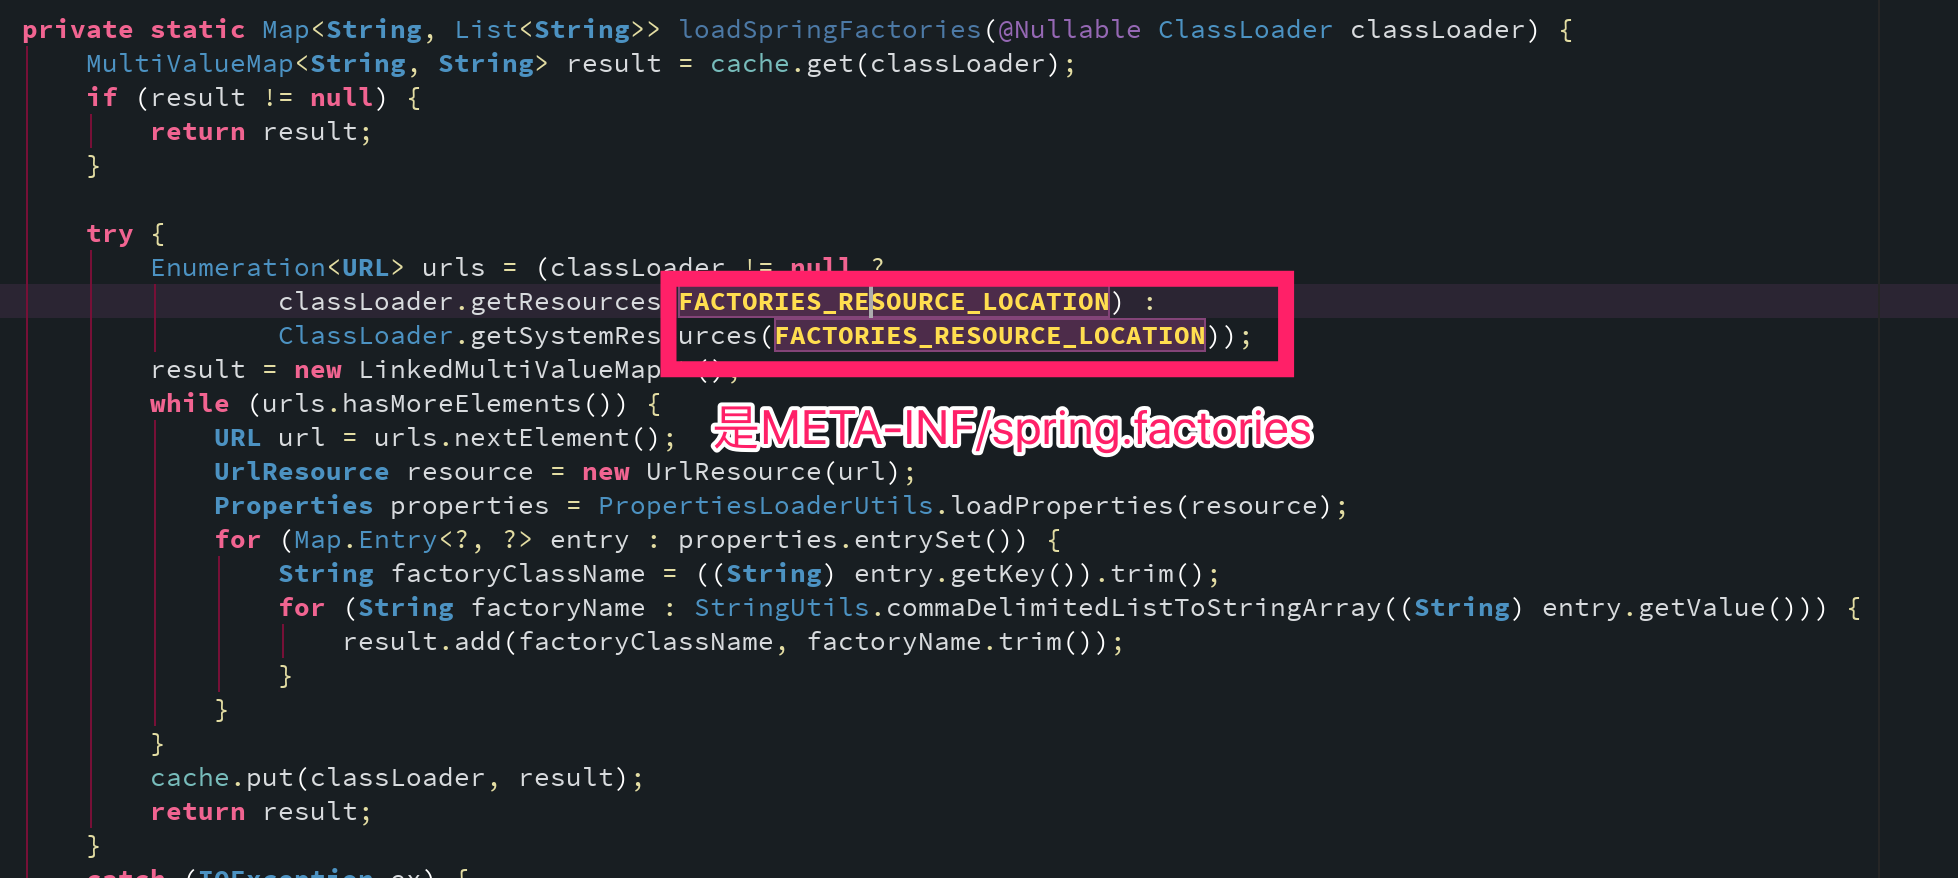 private static Map<String, List<String>> loadSpringFactories(@Nullable ClassLoader classLoader) {
MultiValueMap<String, String> result = cache.get(classLoader);
if (result != null) {
return result;
}
try {
Enumeration<URL> urls = (classLoader != null ?
classLoader.getResources FACTORIES_RESOURCE_LOCATION) :
ClassLoader.getSystemRes urces(FACTORIES_RESOURCE_LOCATION));
result = new LinkedMultiValueMap ();
while (urls.hasMoreElements()) {
是META-INF/spring.factories
URL url = urls.nextElement();
UrlResource resource = new UrlResource(url);
Properties properties = PropertiesLoaderUtils.loadProperties(resource);
for (Map.Entry<?, ?> entry : properties.entrySet()) {
String factoryClassName = ((String) entry.getKey()).trim();
for (String factoryName : StringUtils.commaDelimitedListToStringArray((String) entry.getValue())) {
result.add(factoryClassName, factoryName.trim());
}
}
}
cache.put(classLoader, result);
return result;
}
catch (IOException ex) {